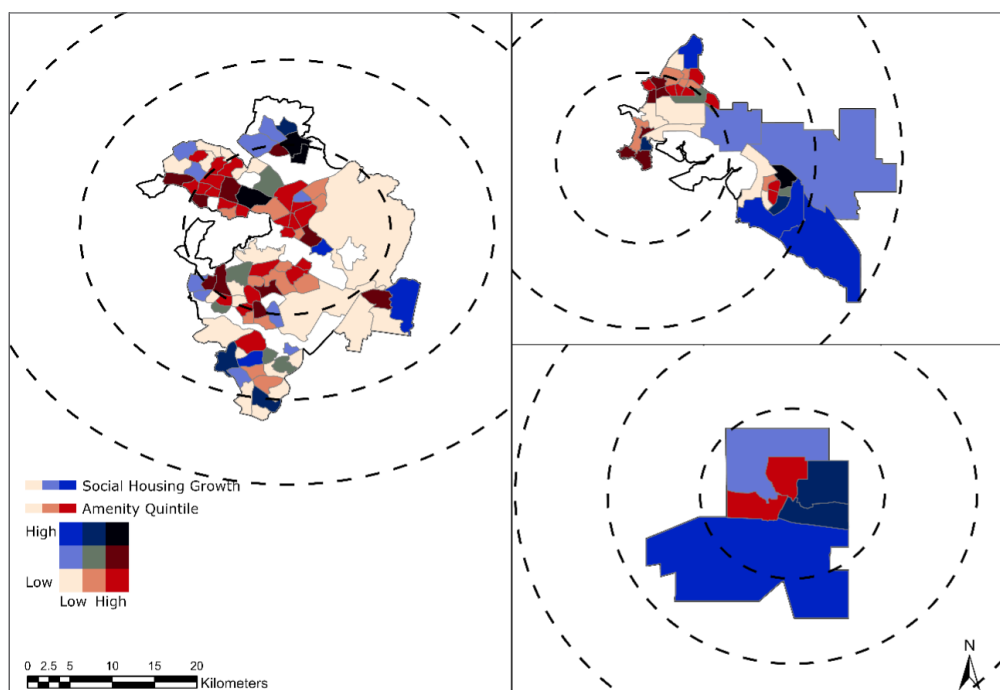 Social Housing Growth
Amenity Quintile
High
Low
Low High
0 2.5 5 10 15 20
Kilometers
N